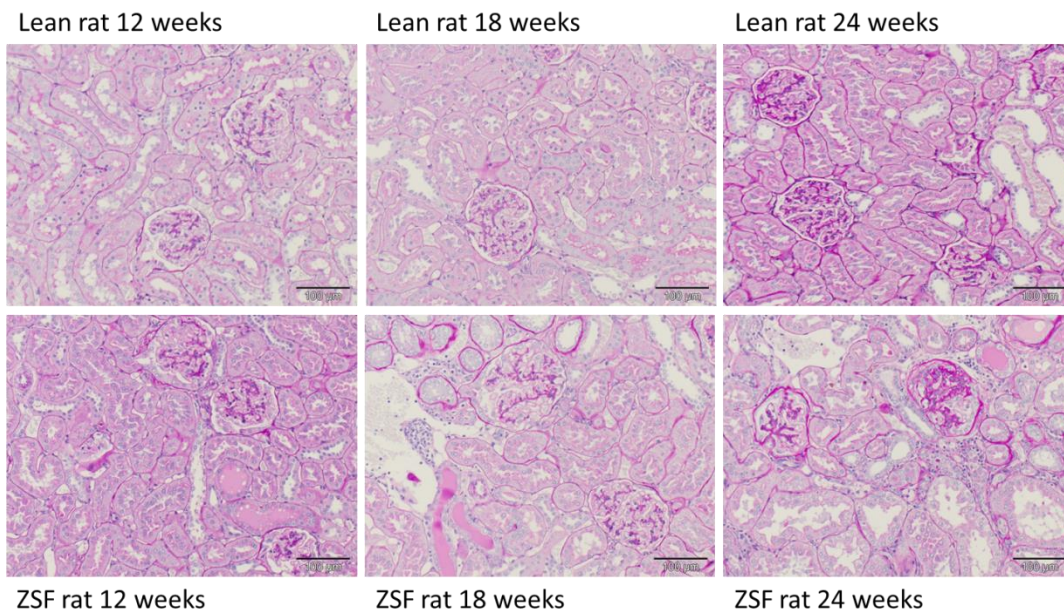 Lean rat 12 weeks
Lean rat 18 weeks
Lean rat 24 weeks
100 µm
100 µm
100 µm
100 µm
100 µm
100 µm
ZSF rat 12 weeks
ZSF rat 18 weeks
ZSF rat 24 weeks